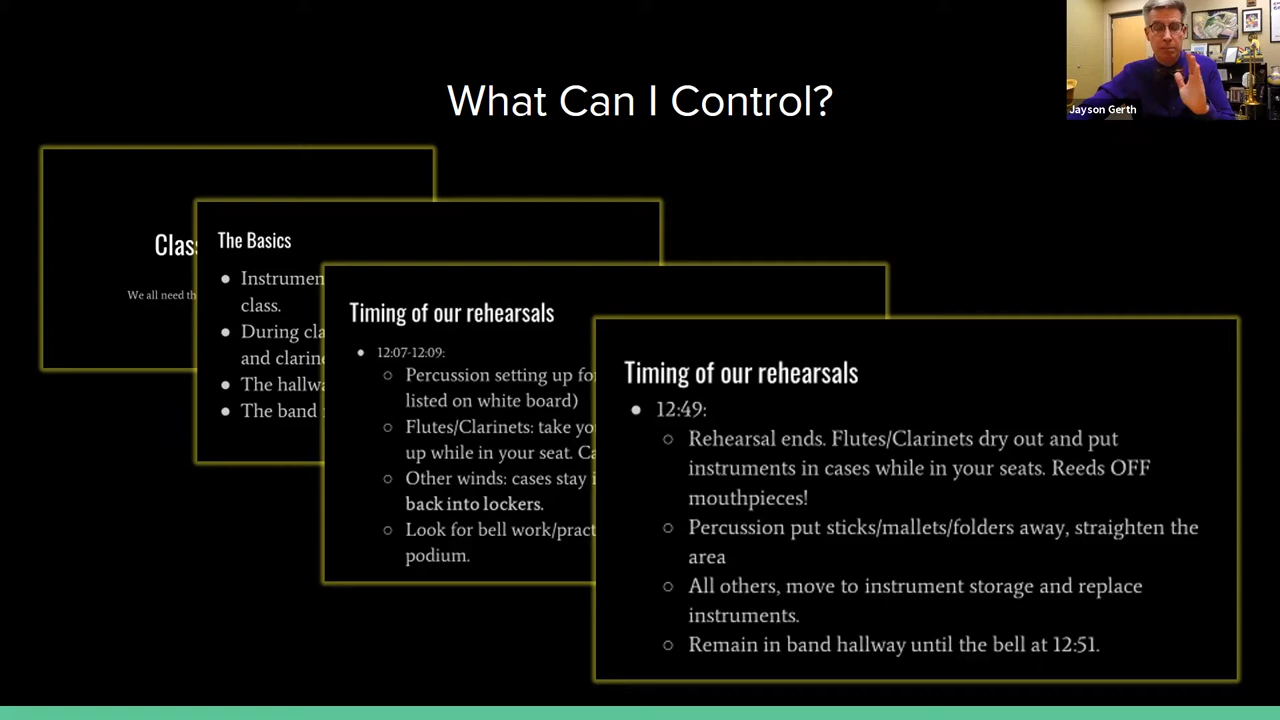 What Can I Control?
Jayson Gerth
Clas
We all need th
The Basics
Instrumen
class.
During cla
and clarine
The hallwa
The band
Timing of our rehearsals
12:07-12:09:
Percussion setting up fo
listed on white board)
Flutes/Clarinets: take yo
up while in your seat. Ca
Other winds: cases stay i
back into lockers.
Look for bell work/pract
podium.
Timing of our rehearsals
12:49:
Rehearsal ends. Flutes/Clarinets dry out and put
instruments in cases while in your seats. Reeds OFF
mouthpieces!
Percussion put sticks/mallets/folders away, straighten the
area
All others, move to instrument storage and replace
instruments.
Remain in band hallway until the bell at 12:51.